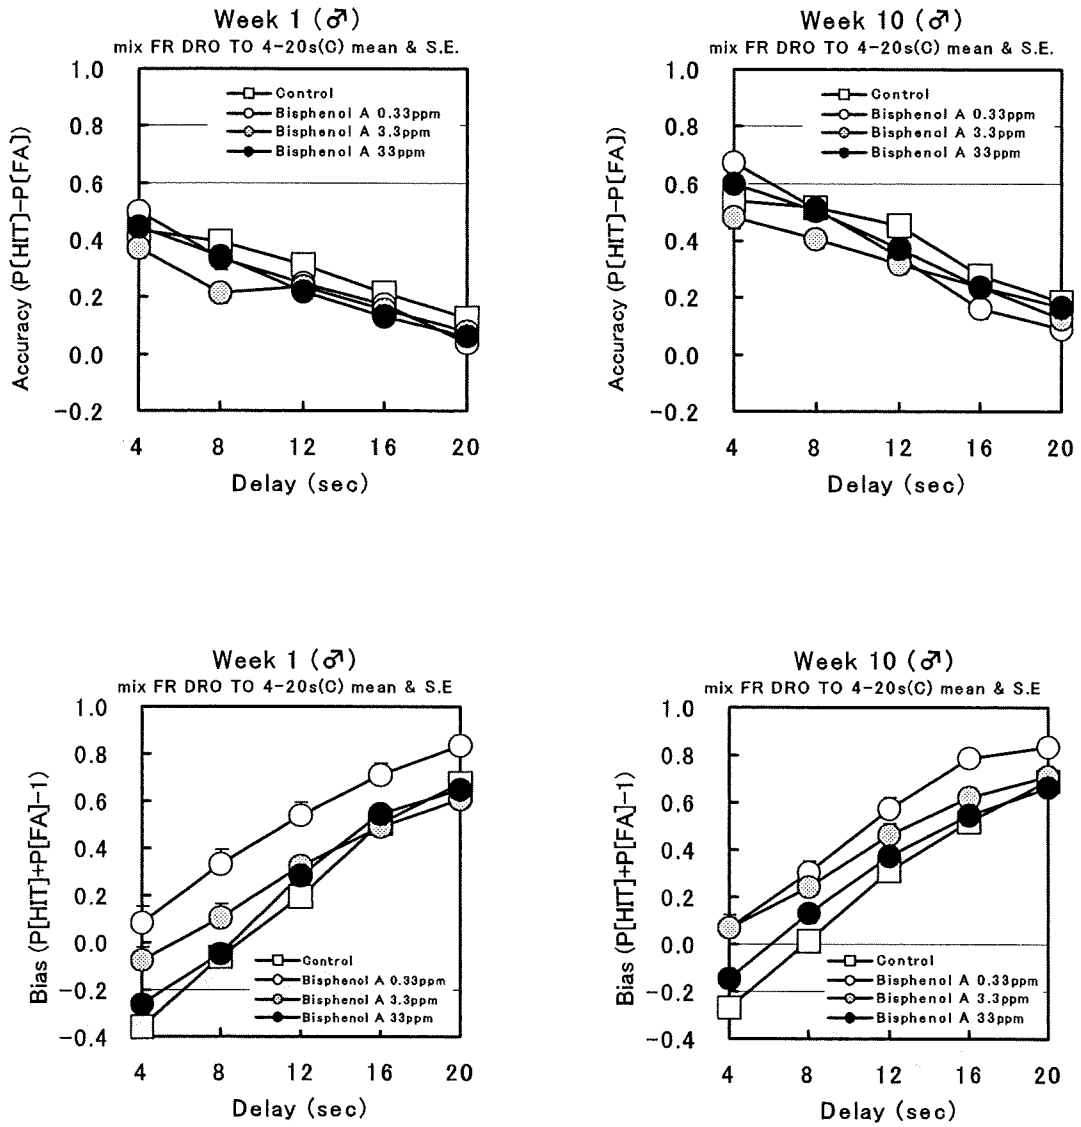 Week 1 (♂)
mix FR DRO TO 4-20s(C) mean & S.E.
Accuracy (P[HIT]-P[FA])
1.0
0.8
0.6
0.4
0.2
0.0
-0.2
Control
Bisphenol A 0.33ppm
Bisphenol A 3.3ppm
Bisphenol A 33ppm
4 8 12 16 20
Delay (sec)
Week 10 (♂)
mix FR DRO TO 4-20s(C) mean & S.E.
Accuracy (P[HIT]-P[FA])
1.0
0.8
0.6
0.4
0.2
0.0
-0.2
Control
Bisphenol A 0.33ppm
Bisphenol A 3.3ppm
Bisphenol A 33ppm
4 8 12 16 20
Delay (sec)
Week 1 (♂)
mix FR DRO TO 4-20s(C) mean & S.E
Bias (P[HIT]+P[FA]-1)
1.0
0.8
0.6
0.4
0.2
0.0
-0.2
-0.4
Control
Bisphenol A 0.33ppm
Bisphenol A 3.3ppm
Bisphenol A 33ppm
4 8 12 16 20
Delay (sec)
Week 10 (♂)
mix FR DRO TO 4-20s(C) mean & S.E
Bias (P[HIT]+P[FA]-1)
1.0
0.8
0.6
0.4
0.2
0.0
-0.2
-0.4
Control
Bisphenol A 0.33ppm
Bisphenol A 3.3ppm
Bisphenol A 33ppm
4 8 12 16 20
Delay (sec)